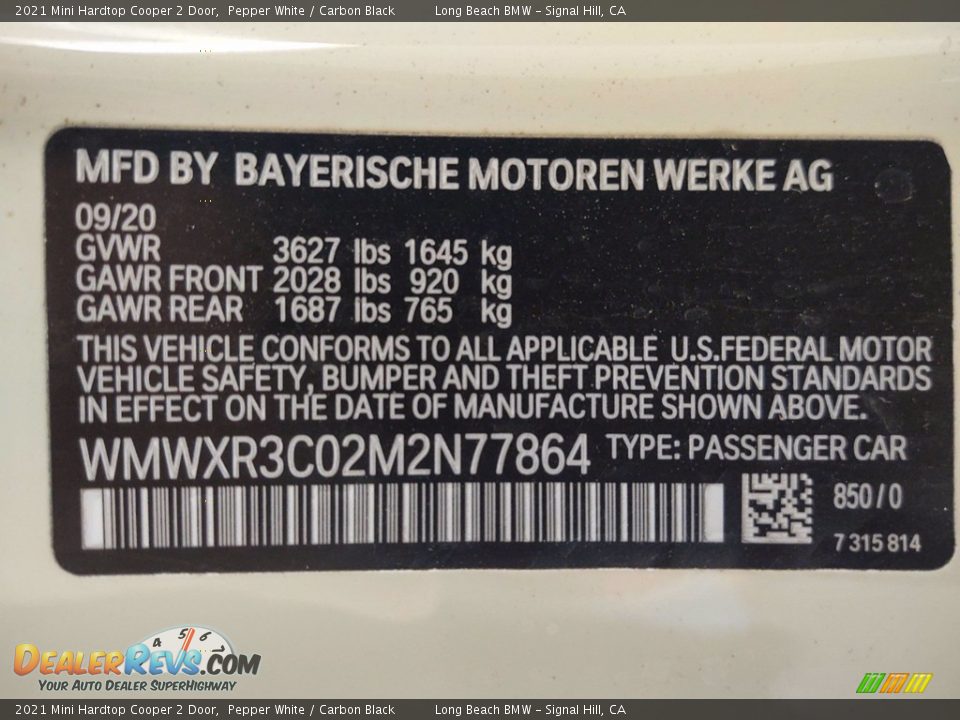 2021 Mini Hardtop Cooper 2 Door, Pepper White / Carbon Black Long Beach BMW - Signal Hill, CA
MFD BY BAYERISCHE MOTOREN WERKE AG
09/20
GVWR 3627 lbs 1645 kg
GAWR FRONT 2028 lbs 920 kg
GAWR REAR 1687 lbs 765 kg
THIS VEHICLE CONFORMS TO ALL APPLICABLE U.S.FEDERAL MOTOR
VEHICLE SAFETY, BUMPER AND THEFT PREVENTION STANDARDS
IN EFFECT ON THE DATE OF MANUFACTURE SHOWN ABOVE.
WMWXR3C02M2N77864 TYPE: PASSENGER CAR
850/0
7 315 814
4 5 6 7
DEALERREVS.COM
YOUR AUTO DEALER SUPERHIGHWAY
2021 Mini Hardtop Cooper 2 Door, Pepper White / Carbon Black Long Beach BMW - Signal Hill, CA